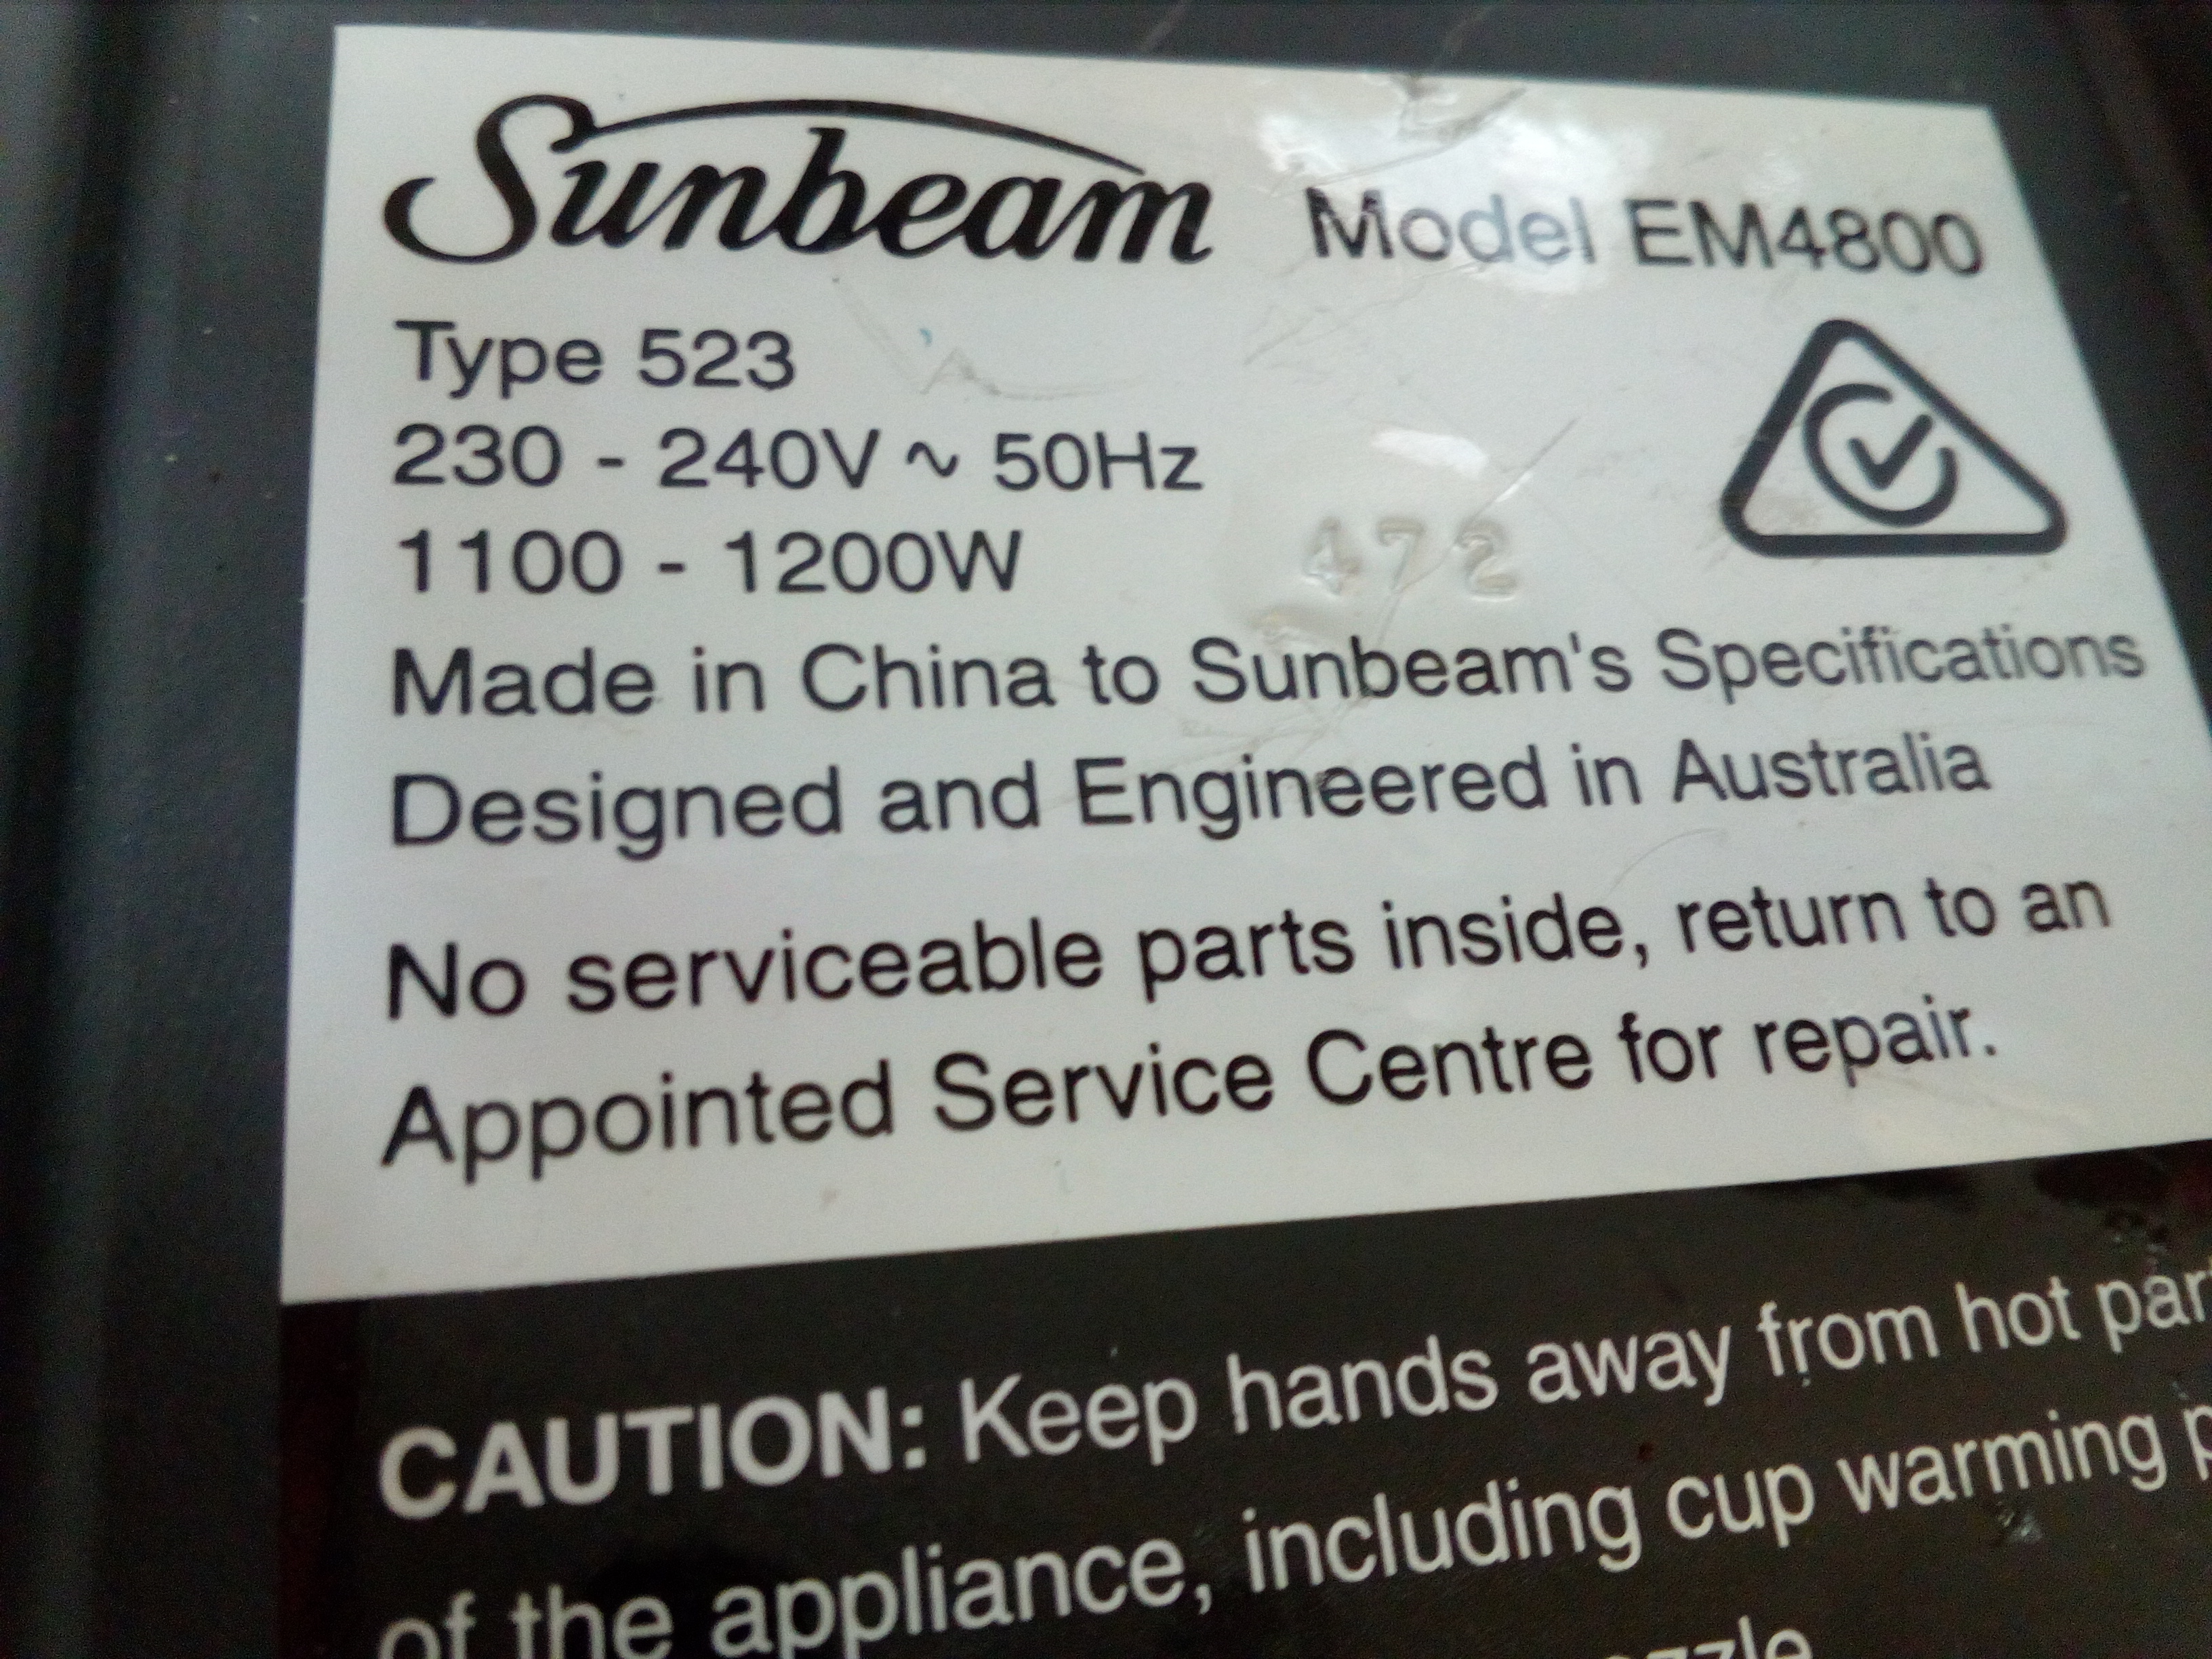 Sunbeam Model EM4800
Type 523
230 - 240V ~ 50Hz
1100 - 1200W
472
Made in China to Sunbeam's Specifications
Designed and Engineered in Australia
No serviceable parts inside, return to an
Appointed Service Centre for repair.
CAUTION: Keep hands away from hot
of the appliance, including cup warming